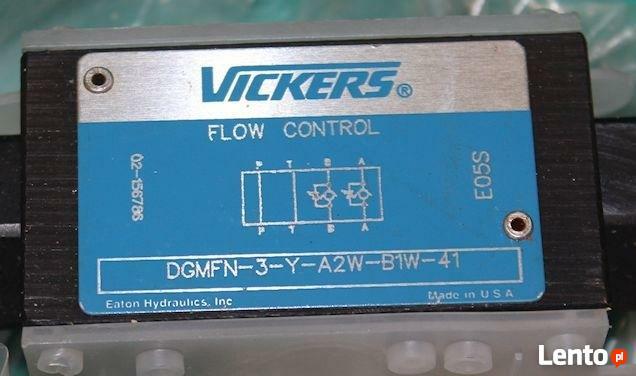 VICKERS®
FLOW CONTROL
02-156786
P T B A
P T B A
E05S
DGMFN-3-Y-A2W-B1W-41
Eaton Hydraulics, Inc
Made in U S A
Lento.pl